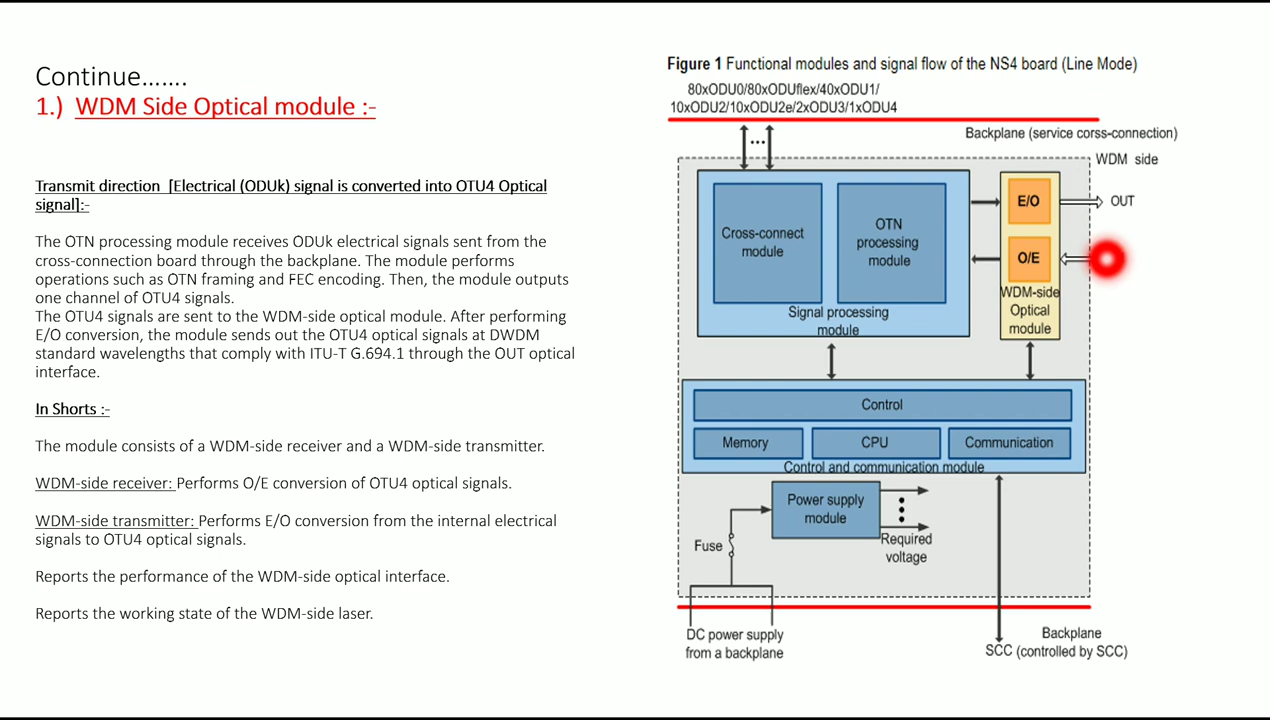 Continue…….
1.) WDM Side Optical module :-
Transmit direction [Electrical (ODUk) signal is converted into OTU4 Optical
signal]:-
The OTN processing module receives ODUk electrical signals sent from the
cross-connection board through the backplane. The module performs
operations such as OTN framing and FEC encoding. Then, the module outputs
one channel of OTU4 signals.
The OTU4 signals are sent to the WDM-side optical module. After performing
E/O conversion, the module sends out the OTU4 optical signals at DWDM
standard wavelengths that comply with ITU-T G.694.1 through the OUT optical
interface.
In Shorts :-
The module consists of a WDM-side receiver and a WDM-side transmitter.
WDM-side receiver: Performs O/E conversion of OTU4 optical signals.
WDM-side transmitter: Performs E/O conversion from the internal electrical
signals to OTU4 optical signals.
Reports the performance of the WDM-side optical interface.
Reports the working state of the WDM-side laser.
Figure 1 Functional modules and signal flow of the NS4 board (Line Mode)
80xODU0/80xODUflex/40xODU1/
10xODU2/10xODU2e/2xODU3/1xODU4
Backplane (service corss-connection)
WDM side
Cross-connect
module
OTN
processing
module
Signal processing
module
E/O
OUT
O/E
WDM-side
Optical
module
Control
Memory
CPU
Communication
Control and communication module
Power supply
module
Fuse
Required
voltage
DC power supply
from a backplane
Backplane
SCC (controlled by SCC)